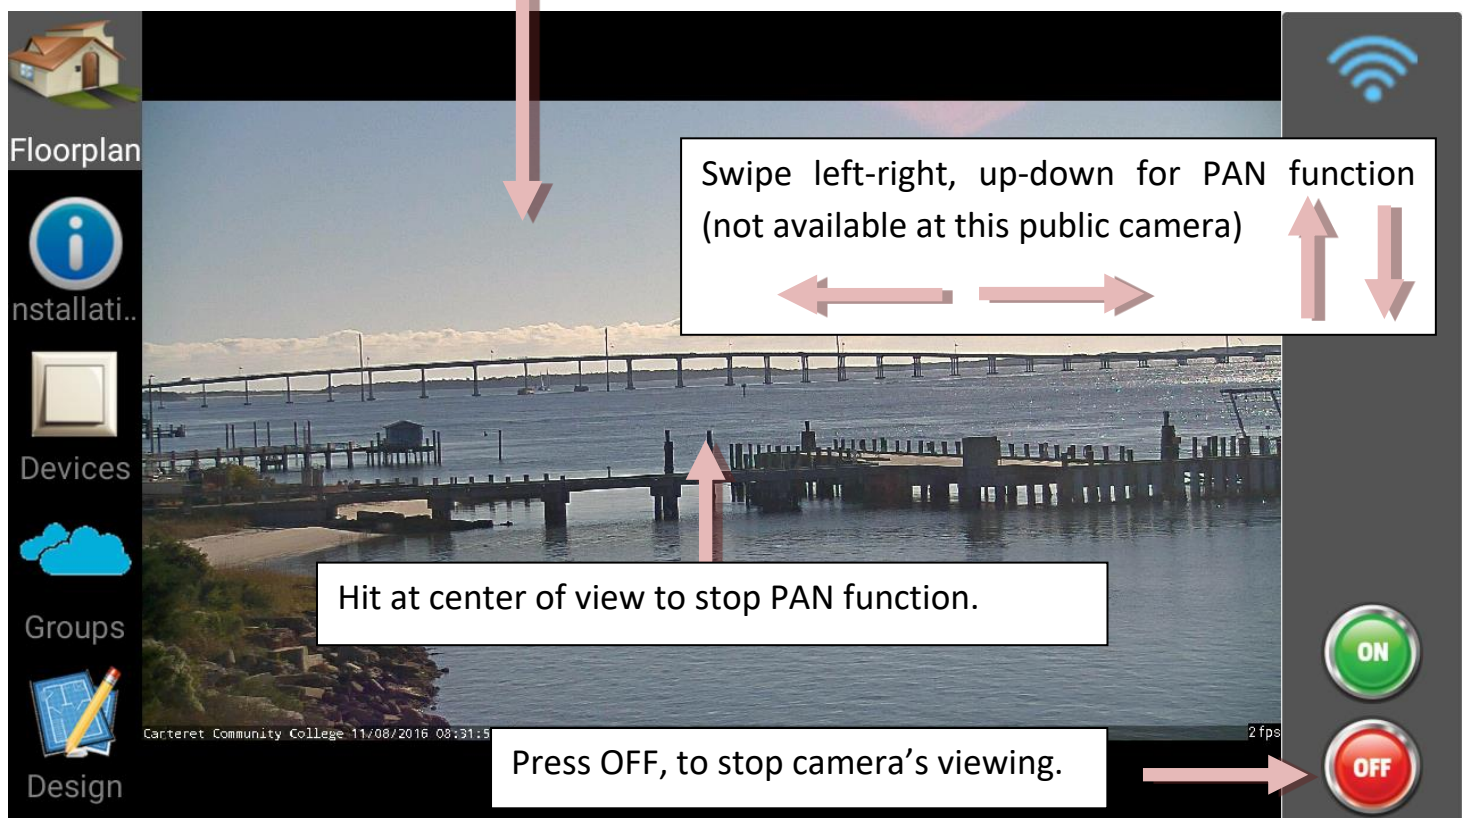 Floorplan
Swipe left-right, up-down for PAN function
(not available at this public camera)
nstallati..
Devices
Hit at center of view to stop PAN function.
Groups
ON
Carteret Community College 11/08/2016 08:31:5
2 fps
Press OFF, to stop camera’s viewing.
OFF
Design